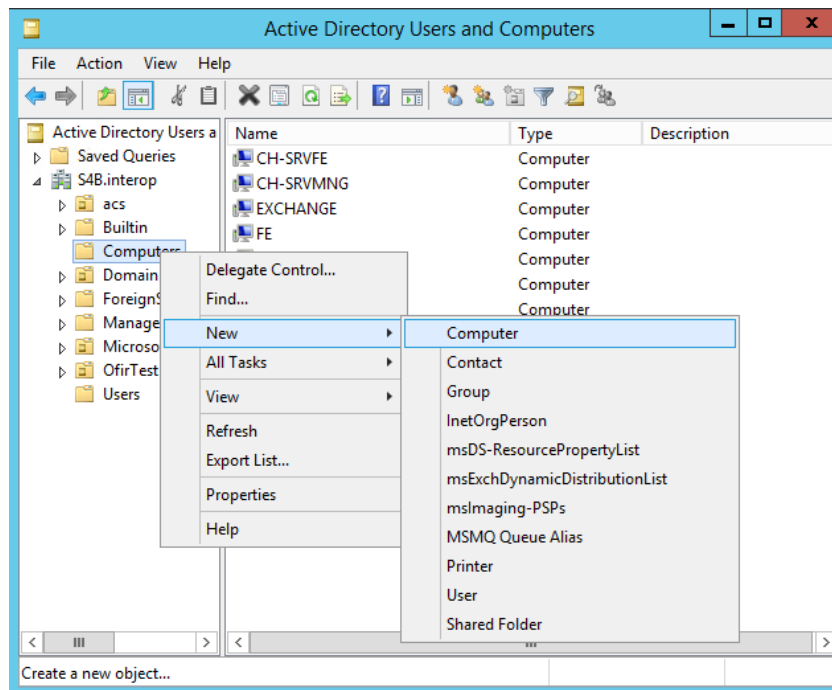 Active Directory Users and Computers
File Action View Help
Active Directory Users a
Saved Queries
S4B.interop
acs
Builtin
Computers
Domain
Foreign
Manage
Microso
OfirTest
Users
Name Type Description
CH-SRVFE Computer
CH-SRVMNG Computer
EXCHANGE Computer
FE Computer
Computer
Computer
Computer
Delegate Control...
Find...
New
All Tasks
View
Refresh
Export List...
Properties
Help
Computer
Contact
Group
InetOrgPerson
msDS-ResourcePropertyList
msExchDynamicDistributionList
msImaging-PSPs
MSMQ Queue Alias
Printer
User
Shared Folder
Create a new object...